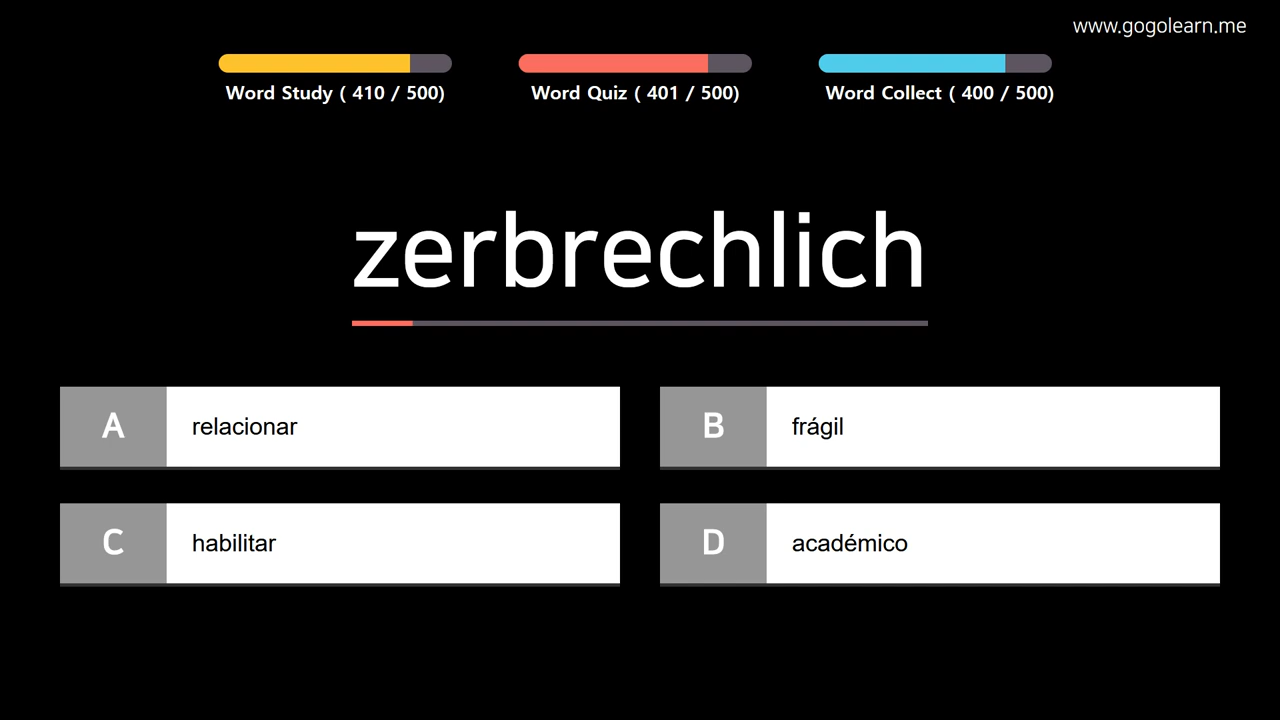 www.gogolearn.me
Word Study ( 410 / 500)
Word Quiz ( 401 / 500)
Word Collect ( 400 / 500)
zerbrechlich
A relacionar
B frágil
C habilitar
D académico